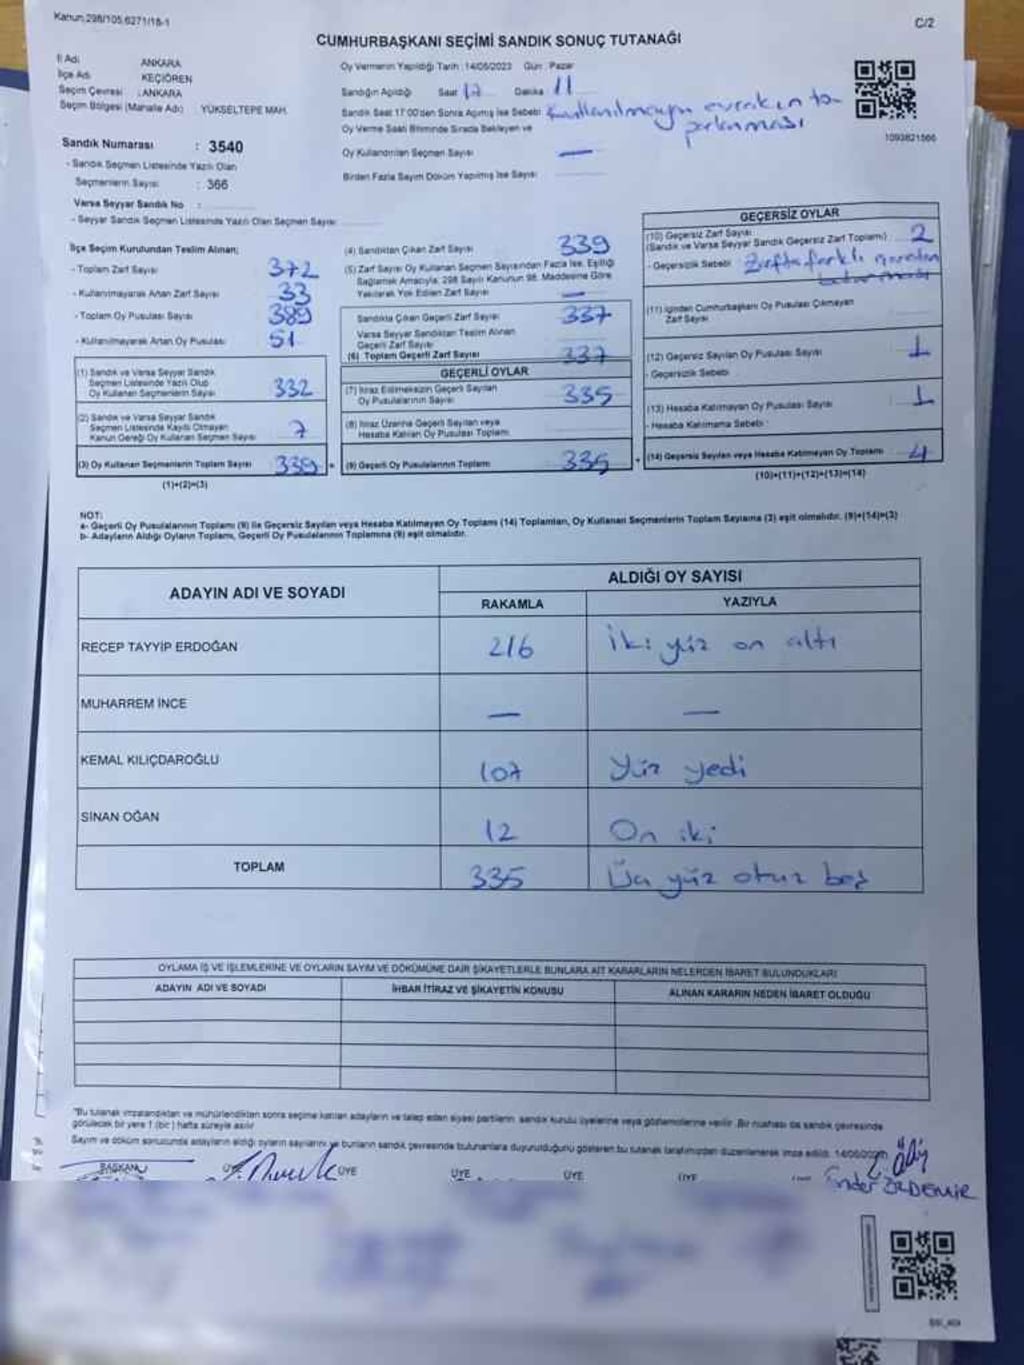 Kanun:298/105,6271/18-1
C/2
CUMHURBAŞKANI SEÇİMİ SANDIK SONUÇ TUTANAĞI
İl Adı ANKARA
İlçe Adı KEÇİÖREN
Seçim Çevresi : ANKARA
Seçim Bölgesi (Mahalle Adı) : YÜKSELTEPE MAH.
Oy Vermenin Yapıldığı Tarih : 14/05/2023 Gün : Pazar
Sandığın Açıldığı Saat 17 Dakika 11
Sandık Saat 17:00'den Sonra Açılmış İse Sebebi Kullanılmayan evrakın to-
parlanması
Oy Verme Saati Bitiminde Sırada Bekleyen ve
Oy Kullandırılan Seçmen Sayısı —
Birden Fazla Sayım Döküm Yapılmış İse Sayısı
1093821566
Sandık Numarası : 3540
- Sandık Seçmen Listesinde Yazılı Olan
Seçmenlerin Sayısı : 366
Varsa Seyyar Sandık No :
- Seyyar Sandık Seçmen Listesinde Yazılı Olan Seçmen Sayısı
İlçe Seçim Kurulundan Teslim Alınan;
- Toplam Zarf Sayısı 372
- Kullanılmayarak Artan Zarf Sayısı 33
- Toplam Oy Pusulası Sayısı 389
- Kullanılmayarak Artan Oy Pusulası 51
(1) Sandık ve Varsa Seyyar Sandık
Seçmen Listesinde Yazılı Olup
Oy Kullanan Seçmenlerin Sayısı 332
(2) Sandık ve Varsa Seyyar Sandık
Seçmen Listesinde Kayıtlı Olmayan
Kanun Gereği Oy Kullanan Seçmen Sayısı 7
(3) Oy Kullanan Seçmenlerin Toplam Sayısı 339
(1)+(2)=(3)
(4) Sandıktan Çıkan Zarf Sayısı 339
(5) Zarf Sayısı Oy Kullanan Seçmen Sayısından Fazla İse, Eşitliği
Sağlamak Amacıyla; 298 Sayılı Kanunun 98. Maddesine Göre
Yakılarak Yok Edilen Zarf Sayısı —
Sandıkta Çıkan Geçerli Zarf Sayısı 337
Varsa Seyyar Sandıktan Teslim Alınan
Geçerli Zarf Sayısı
(6) Toplam Geçerli Zarf Sayısı 337
GEÇERLİ OYLAR
(7) İtiraz Edilmeksizin Geçerli Sayılan
Oy Pusulalarının Sayısı 335
(8) İtiraz Üzerine Geçerli Sayılan veya
Hesaba Katılan Oy Pusulası Toplamı
(9) Geçerli Oy Pusulalarının Toplamı 335
GEÇERSİZ OYLAR
(10) Geçersiz Zarf Sayısı
(Sandık ve Varsa Seyyar Sandık Geçersiz Zarf Toplamı) 2
- Geçersizlik Sebebi Zarfta farklı
(11) İçinden Cumhurbaşkanı Oy Pusulası Çıkmayan
Zarf Sayısı
(12) Geçersiz Sayılan Oy Pusulası Sayısı 1
- Geçersizlik Sebebi
(13) Hesaba Katılmayan Oy Pusulası Sayısı 1
- Hesaba Katılmama Sebebi :
(14) Geçersiz Sayılan veya Hesaba Katılmayan Oy Toplamı 4
(10)+(11)+(12)+(13)=(14)
NOT:
a- Geçerli Oy Pusulalarının Toplamı (9) ile Geçersiz Sayılan veya Hesaba Katılmayan Oy Toplamı (14) Toplamları, Oy Kullanan Seçmenlerin Toplam Sayısına (3) eşit olmalıdır. (9)+(14)=(3)
b- Adayların Aldığı Oyların Toplamı, Geçerli Oy Pusulalarının Toplamına (9) eşit olmalıdır.
ADAYIN ADI VE SOYADI
ALDIĞI OY SAYISI
RAKAMLA YAZIYLA
RECEP TAYYİP ERDOĞAN 216 İki yüz on altı
MUHARREM İNCE — —
KEMAL KILIÇDAROĞLU 107 Yüz yedi
SİNAN OĞAN 12 On iki
TOPLAM 335 Üç yüz otuz beş
OYLAMA İŞ VE İŞLEMLERİNE VE OYLARIN SAYIM VE DÖKÜMÜNE DAİR ŞİKAYETLERLE BUNLARA AİT KARARLARIN NELERDEN İBARET BULUNDUKLARI
ADAYIN ADI VE SOYADI İHBAR İTİRAZ VE ŞİKAYETİN KONUSU ALINAN KARARIN NEDEN İBARET OLDUĞU
"Bu tutanak imzalandıktan ve mühürlendikten sonra seçime katılan adayların ve talep eden siyasi partilerin, sandık kurulu üyelerine veya gözlemcilerine verilir. Bir nüshası da sandık çevresinde
görülecek bir yere 1 (bir) hafta süreyle asılır
Sayım ve döküm sonucunda adayların aldığı oyların sayılarını ve bunların sandık çevresinde bulunanlara duyurulduğunu gösteren bu tutanak tarafımızdan düzenlenerek imza edildi. 14/05/2023
BAŞKAN ÜYE ÜYE ÜYE ÜYE
Önder ÖZDEMİR